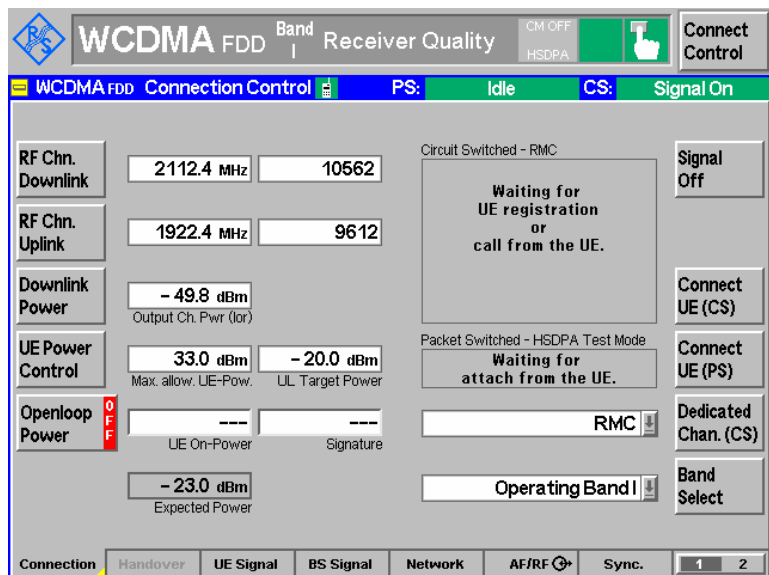 R S
WCDMA FDD Band I Receiver Quality
CM OFF
HSDPA
Connect Control
WCDMA FDD Connection Control PS: Idle CS: Signal On
RF Chn. Downlink
2112.4 MHz
10562
Circuit Switched - RMC
Waiting for
UE registration
or
call from the UE.
Signal Off
RF Chn. Uplink
1922.4 MHz
9612
Downlink Power
- 49.8 dBm
Output Ch. Pwr (Ior)
Connect UE (CS)
UE Power Control
33.0 dBm
Max. allow. UE-Pow.
- 20.0 dBm
UL Target Power
Packet Switched - HSDPA Test Mode
Waiting for
attach from the UE.
Connect UE (PS)
Openloop Power
OFF
---
UE On-Power
---
Signature
RMC
Dedicated Chan. (CS)
- 23.0 dBm
Expected Power
Operating Band I
Band Select
Connection Handover UE Signal BS Signal Network AF/RF Sync. 1 2